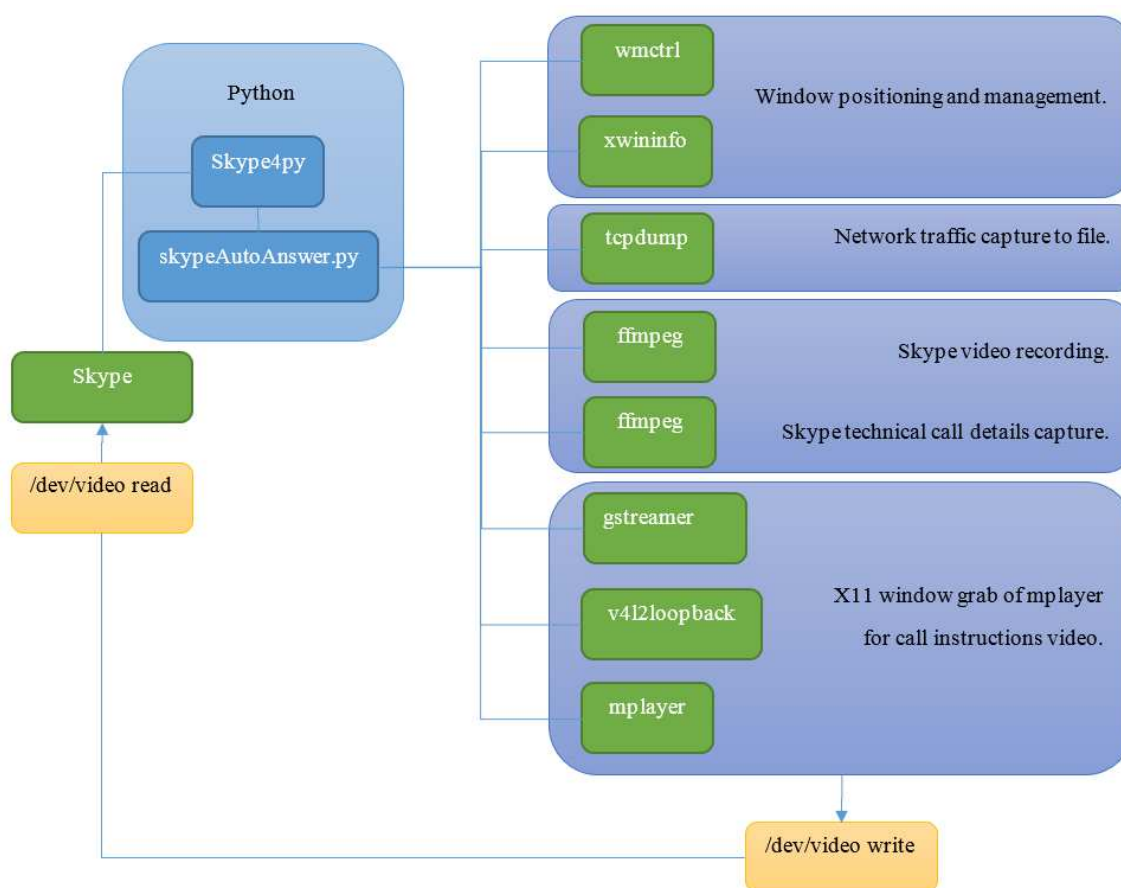 wmctrl
Window positioning and management.
xwininfo
Python
Skype4py
skypeAutoAnswer.py
tcpdump
Network traffic capture to file.
ffmpeg
Skype video recording.
ffmpeg
Skype technical call details capture.
Skype
/dev/video read
gstreamer
v4l2loopback
mplayer
X11 window grab of mplayer
for call instructions video.
/dev/video write